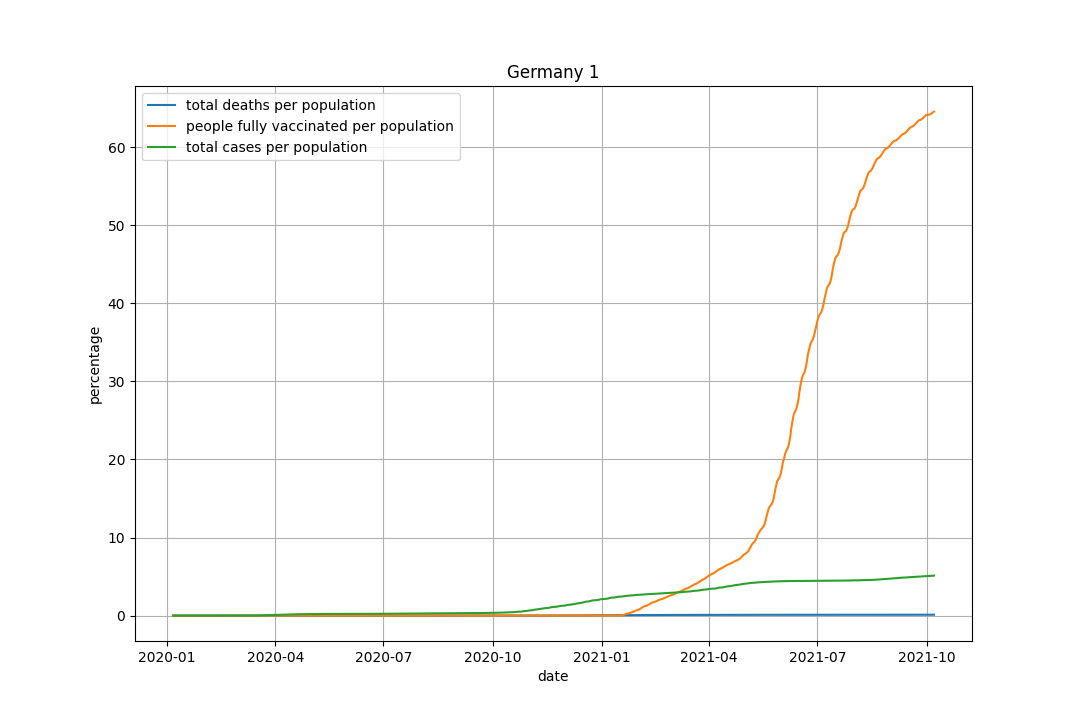 Germany 1
total deaths per population
people fully vaccinated per population
total cases per population
60
50
40
30
20
10
0
percentage
2020-01 2020-04 2020-07 2020-10 2021-01 2021-04 2021-07 2021-10
date